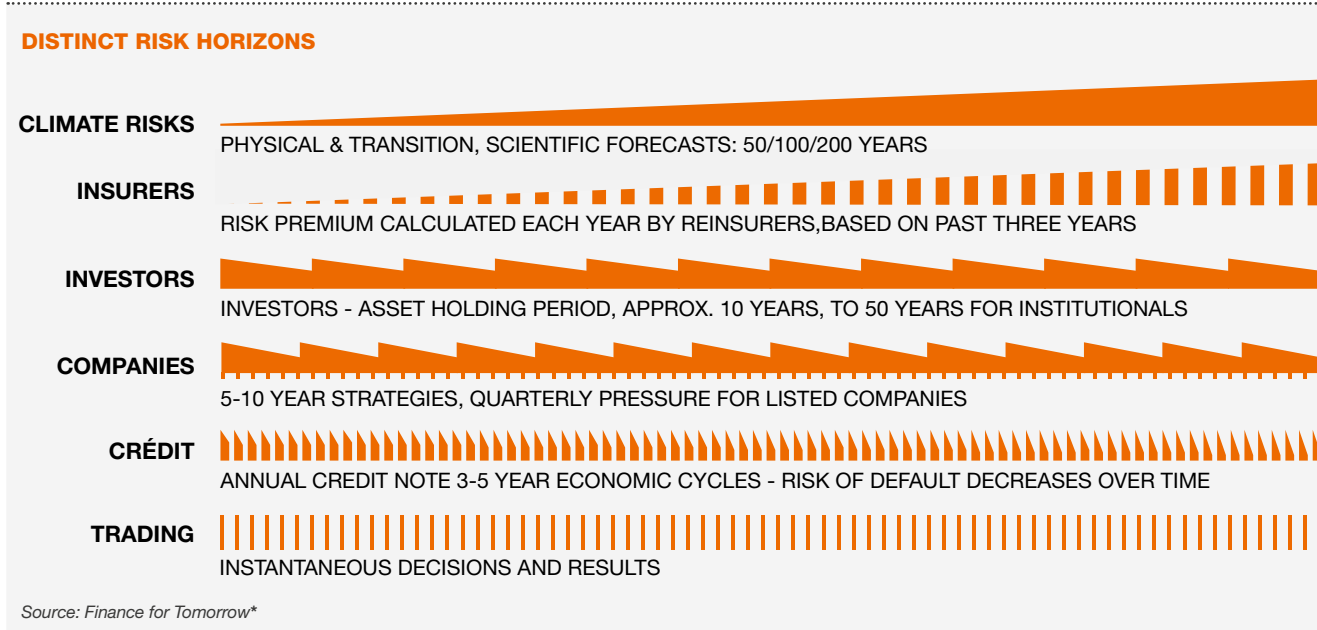 DISTINCT RISK HORIZONS
CLIMATE RISKS
PHYSICAL & TRANSITION, SCIENTIFIC FORECASTS: 50/100/200 YEARS
INSURERS
RISK PREMIUM CALCULATED EACH YEAR BY REINSURERS,BASED ON PAST THREE YEARS
INVESTORS
INVESTORS - ASSET HOLDING PERIOD, APPROX. 10 YEARS, TO 50 YEARS FOR INSTITUTIONALS
COMPANIES
5-10 YEAR STRATEGIES, QUARTERLY PRESSURE FOR LISTED COMPANIES
CRÉDIT
ANNUAL CREDIT NOTE 3-5 YEAR ECONOMIC CYCLES - RISK OF DEFAULT DECREASES OVER TIME
TRADING
INSTANTANEOUS DECISIONS AND RESULTS
Source: Finance for Tomorrow*